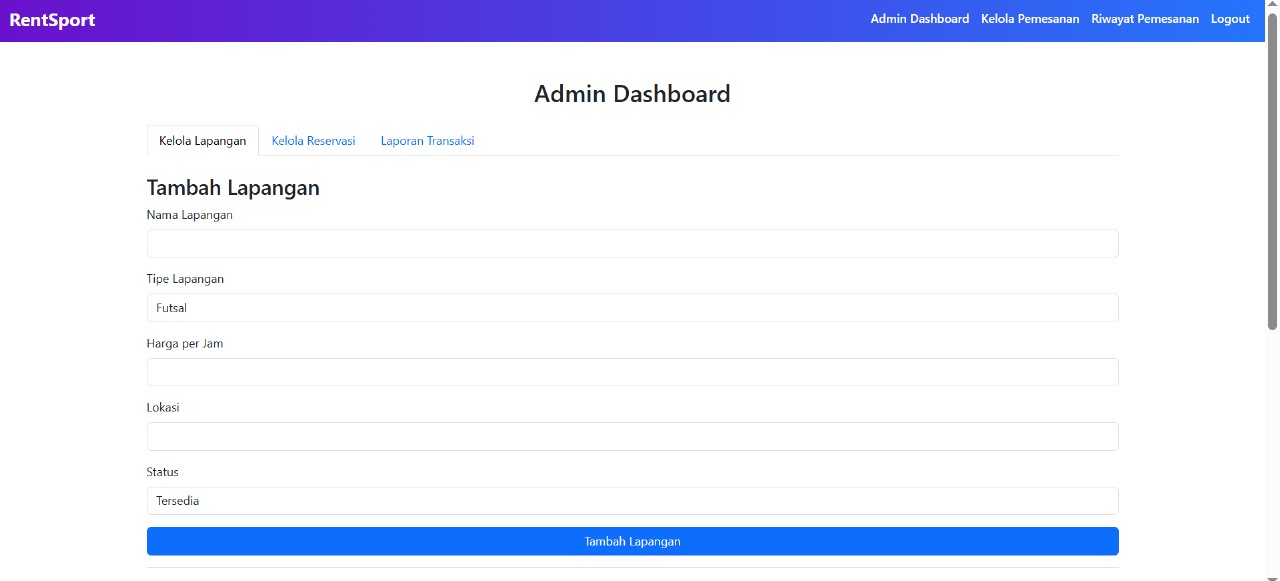 RentSport
Admin Dashboard Kelola Pemesanan Riwayat Pemesanan Logout
Admin Dashboard
Kelola Lapangan Kelola Reservasi Laporan Transaksi
Tambah Lapangan
Nama Lapangan
Tipe Lapangan
Futsal
Harga per Jam
Lokasi
Status
Tersedia
Tambah Lapangan